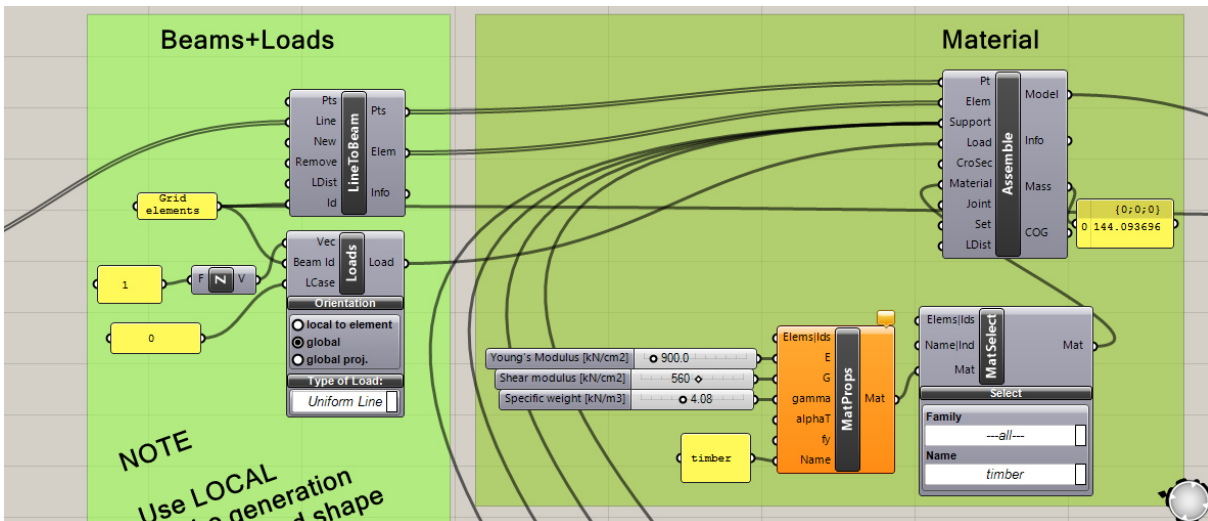 Beams+Loads
Pts
Line
New
Remove
LDist
Id
LineToBeam
Pts
Elem
Info
Grid
elements
Vec
Beam Id
LCase
Loads
Load
1
F
Z
V
0
Orientation
local to element
global
global proj.
Type of Load:
Uniform Line
NOTE
Use LOCAL
generation
shape
Material
Pt
Elem
Support
Load
CroSec
Material
Joint
Set
LDist
Assemble
Model
Info
Mass
COG
{0;0;0}
0 144.093696
Young's Modulus [kN/cm2] 900.0
Shear modulus [kN/cm2] 560
Specific weight [kN/m3] 4.08
timber
Elems|Ids
E
G
gamma
alphaT
fy
Name
MatProps
Mat
Elems|Ids
Name|Ind
Mat
MatSelect
Mat
Select
Family
---all---
Name
timber